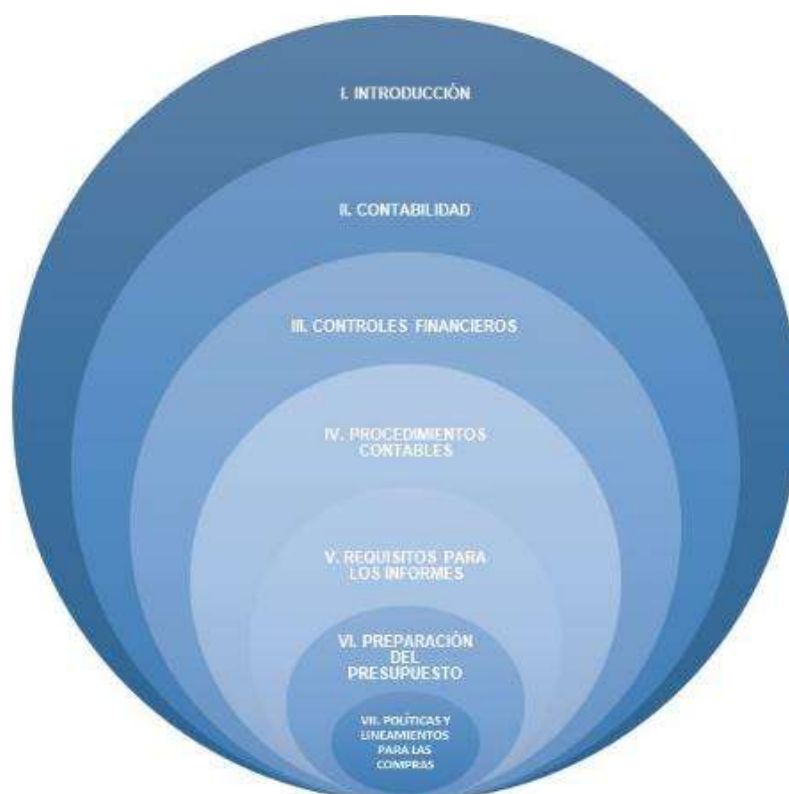 I. INTRODUCCIÓN
II. CONTABILIDAD
III. CONTROLES FINANCIEROS
IV. PROCEDIMIENTOS
CONTABLES
V. REQUISITOS PARA
LOS INFORMES
VI. PREPARACIÓN
DEL
PRESUPUESTO
VII. POLÍTICAS Y
LINEAMIENTOS
PARA LAS
COMPRAS